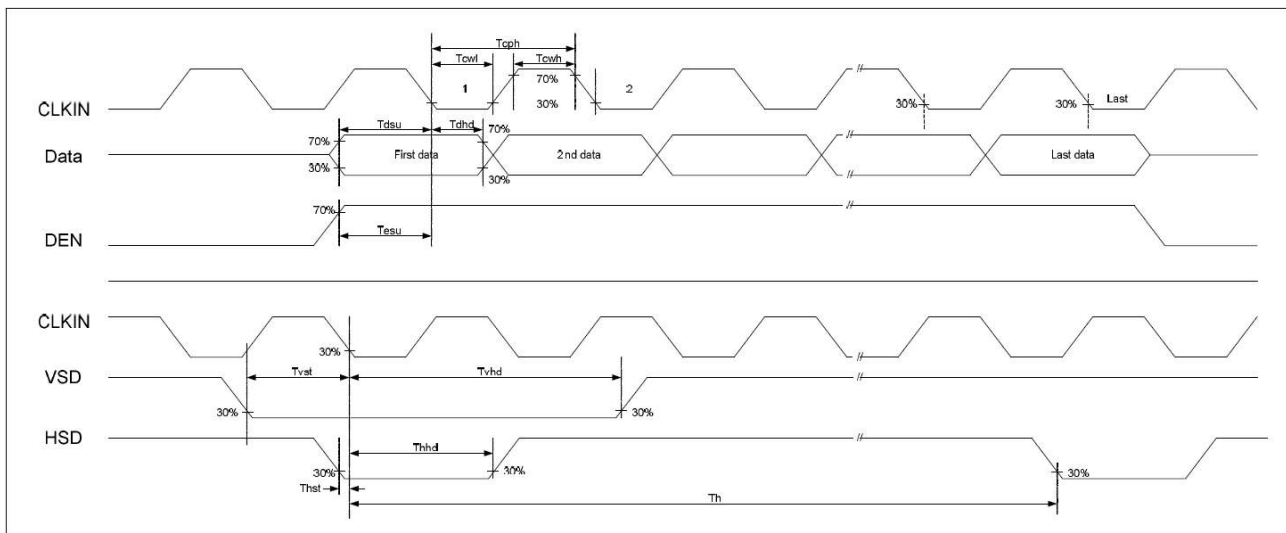 Tcph
Tcwl Tcwh
CLKIN 1 70% 30% 2 30% 30% Last
Tdsu Tdhd 70%
70%
Data First data 2nd data Last data
30% 30%
70%
DEN Tesu
CLKIN 30%
VSD Tvst Tvhd
30% 30%
HSD Thhd
30% 30% 30%
Thst Th